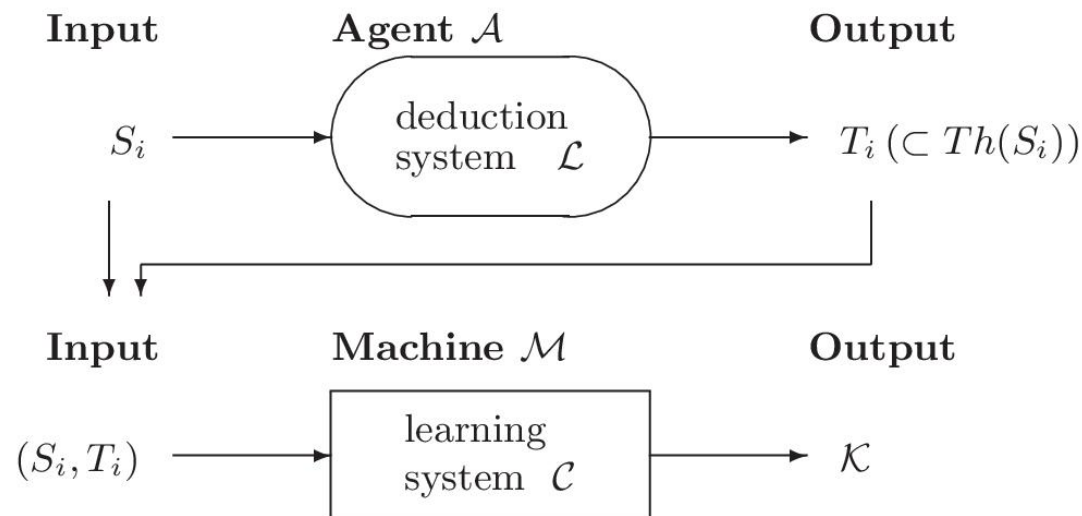 Input Agent 𝒜 Output
S_i deduction T_i (⊂ Th(S_i))
system ℒ
Input Machine ℳ Output
(S_i, T_i) learning 𝒦
system 𝒞